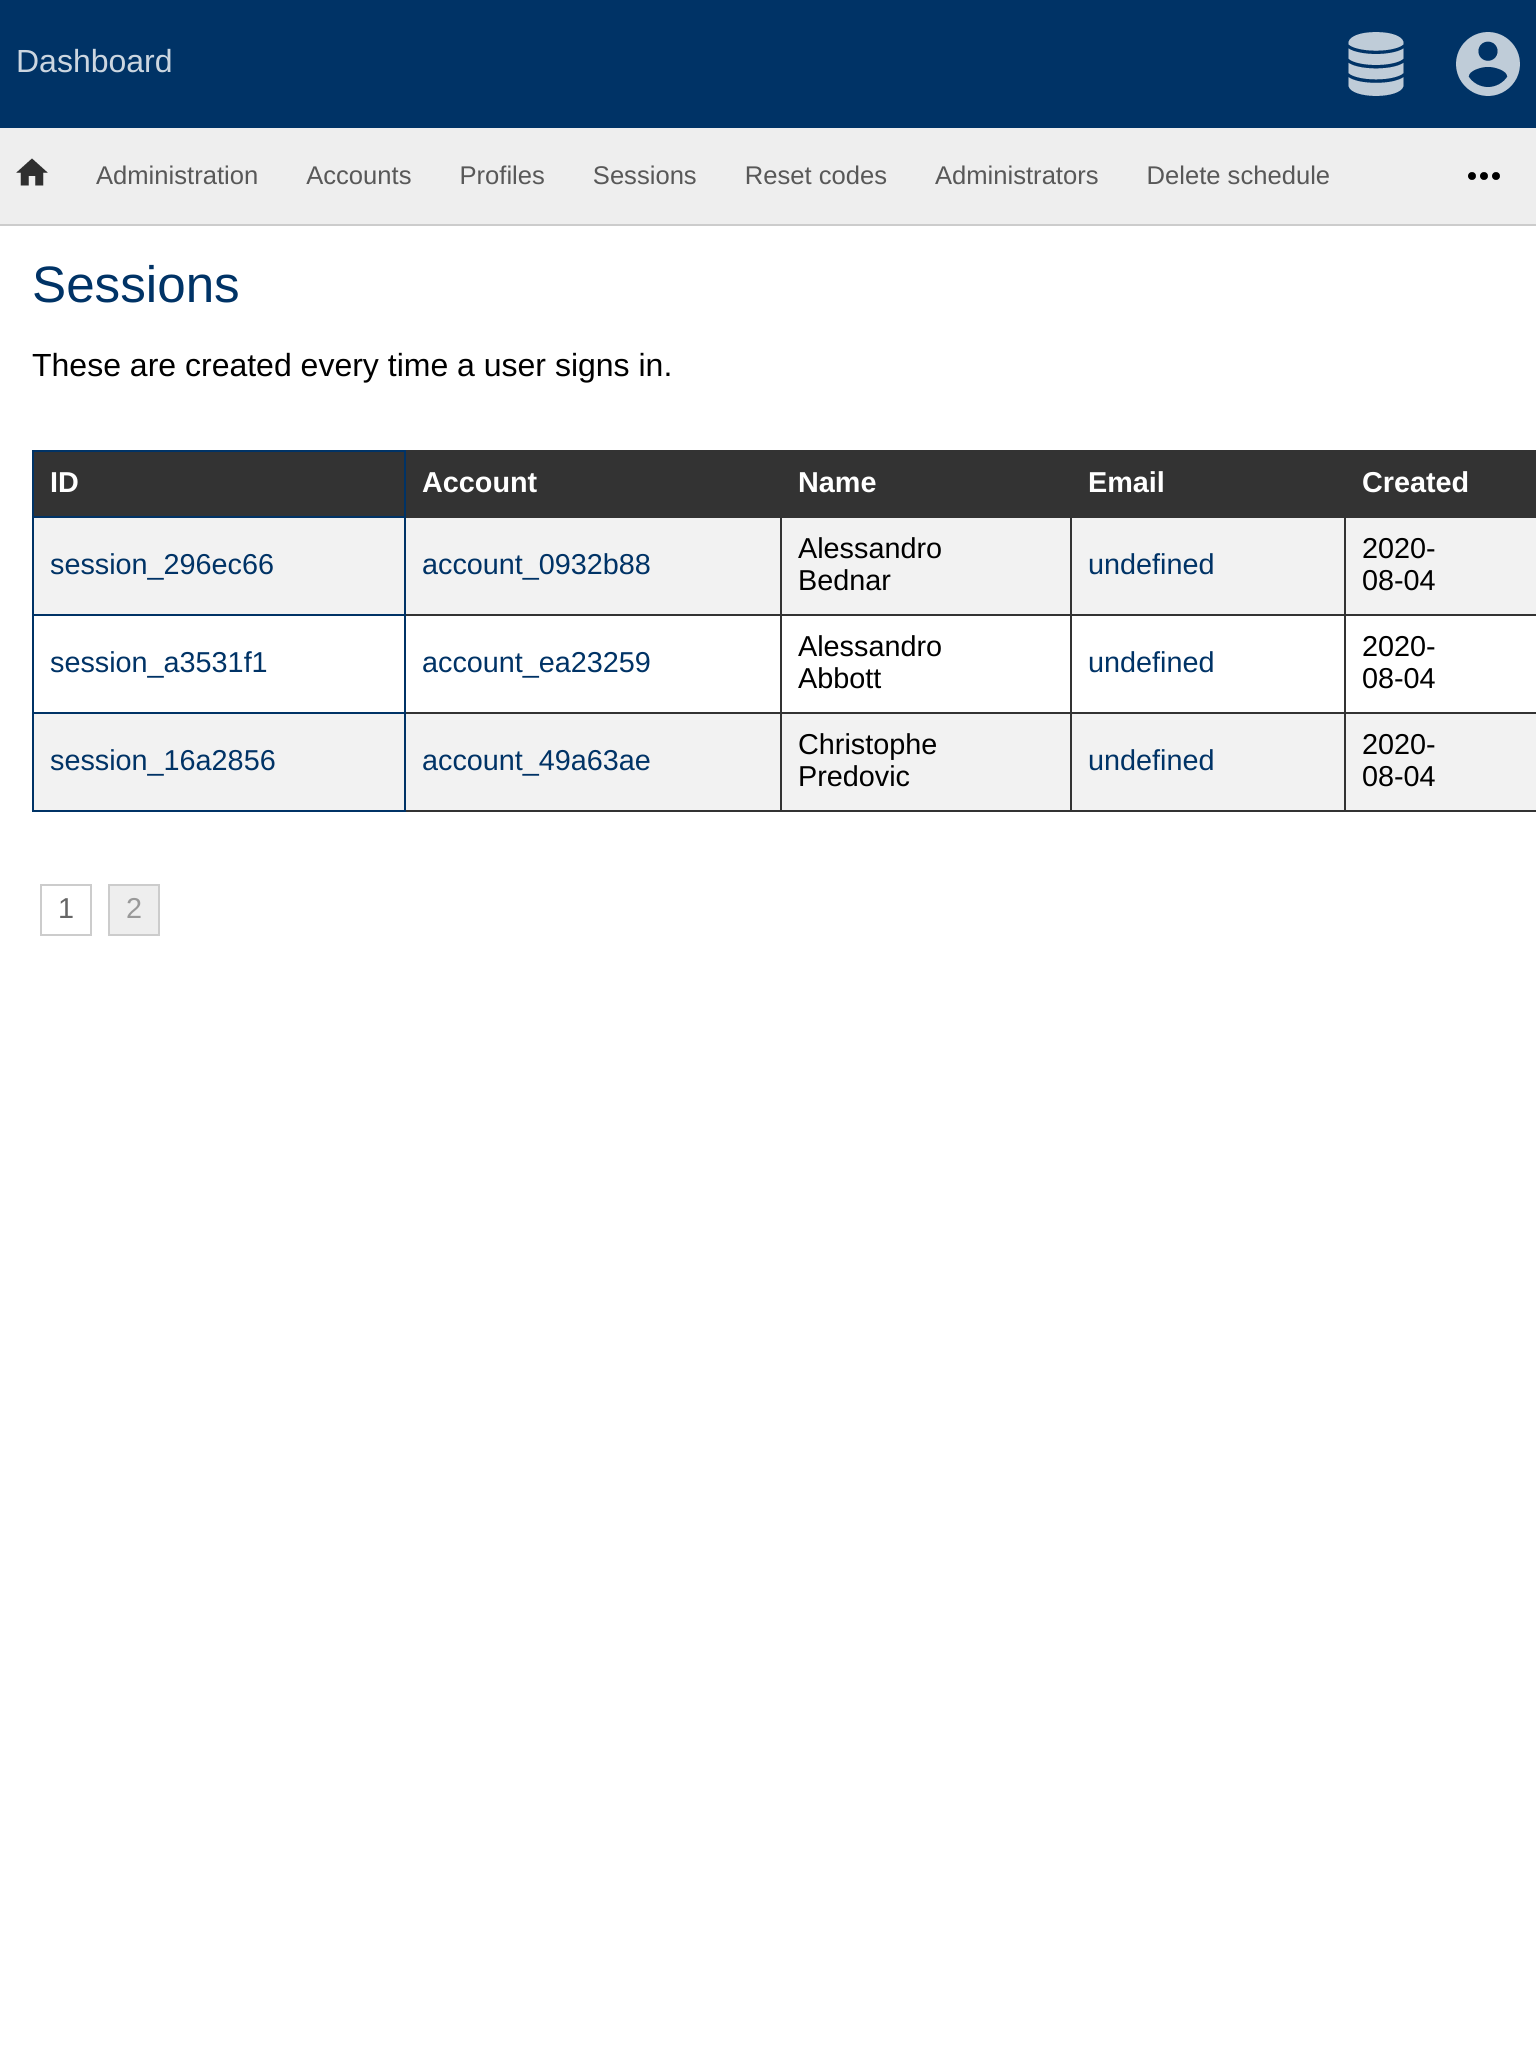 Dashboard
Administration Accounts Profiles Sessions Reset codes Administrators Delete schedule
Sessions
These are created every time a user signs in.
ID Account Name Email Created
session_296ec66 account_0932b88 Alessandro Bednar undefined 2020-08-04
session_a3531f1 account_ea23259 Alessandro Abbott undefined 2020-08-04
session_16a2856 account_49a63ae Christophe Predovic undefined 2020-08-04
1 2